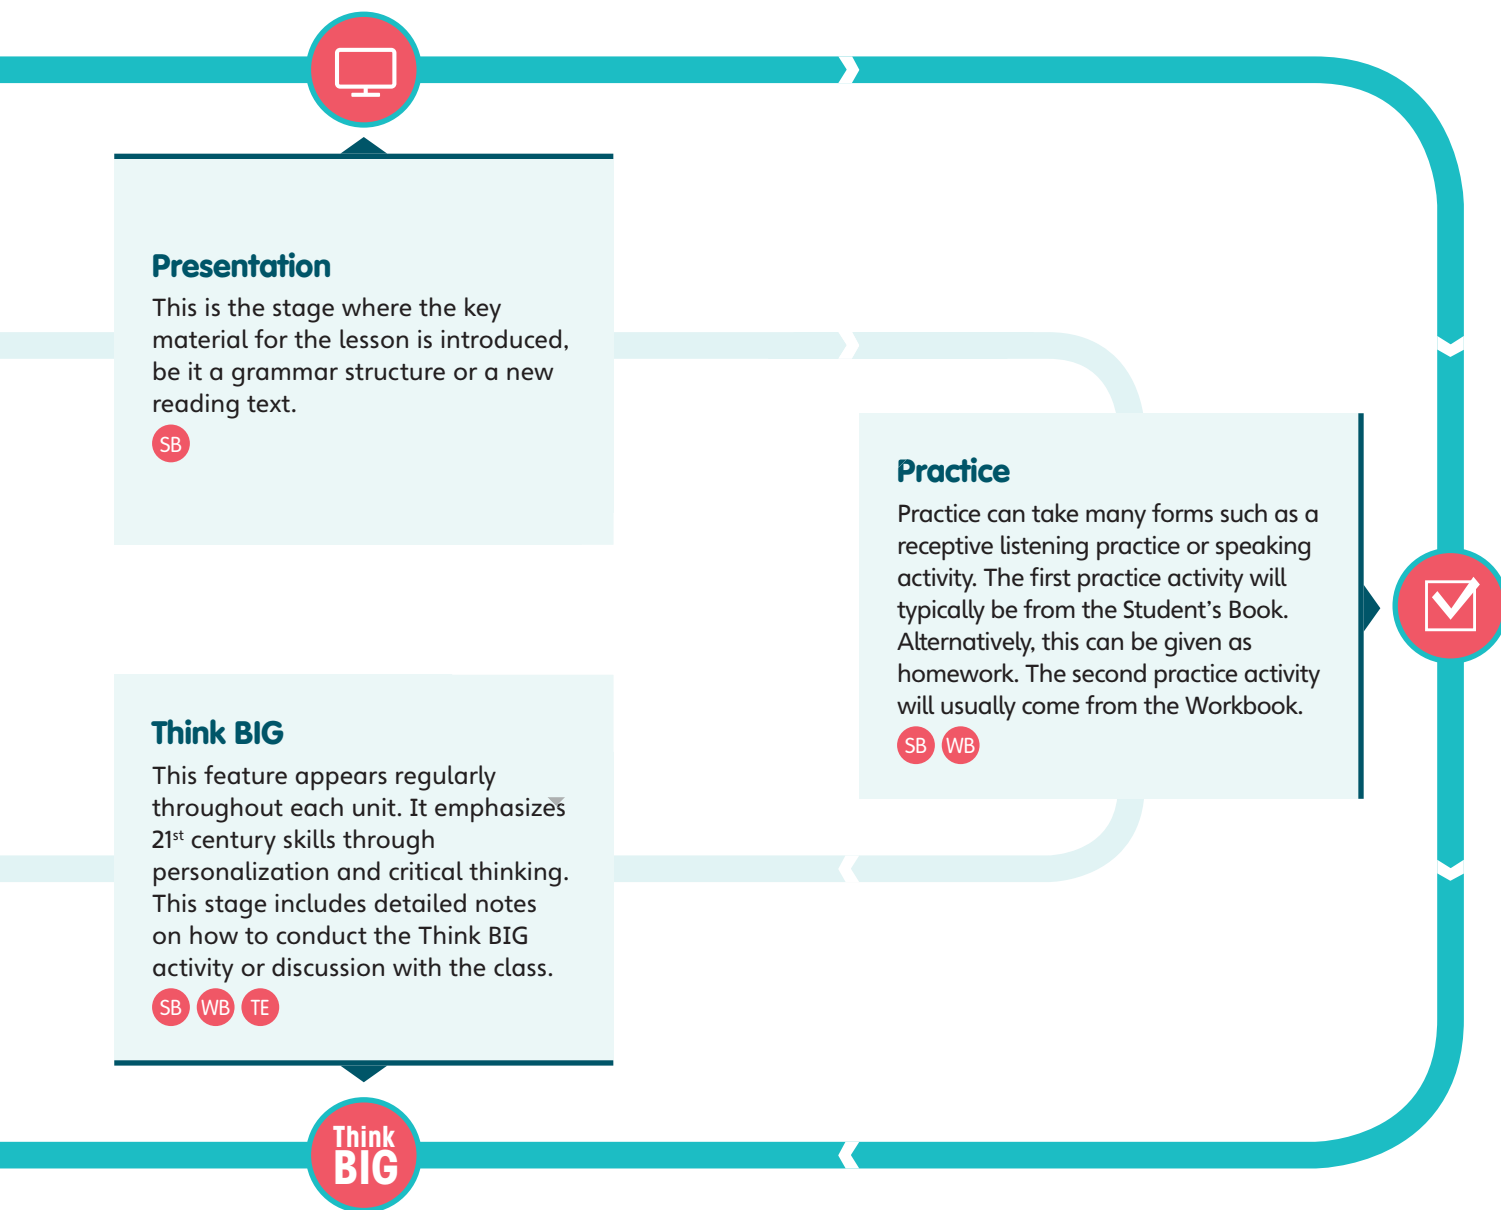 Presentation
This is the stage where the key
material for the lesson is introduced,
be it a grammar structure or a new
reading text.
SB
Practice
Practice can take many forms such as a
receptive listening practice or speaking
activity. The first practice activity will
typically be from the Student's Book.
Alternatively, this can be given as
homework. The second practice activity
will usually come from the Workbook.
SB WB
Think BIG
This feature appears regularly
throughout each unit. It emphasizes
21st century skills through
personalization and critical thinking.
This stage includes detailed notes
on how to conduct the Think BIG
activity or discussion with the class.
SB WB TE
Think
BIG